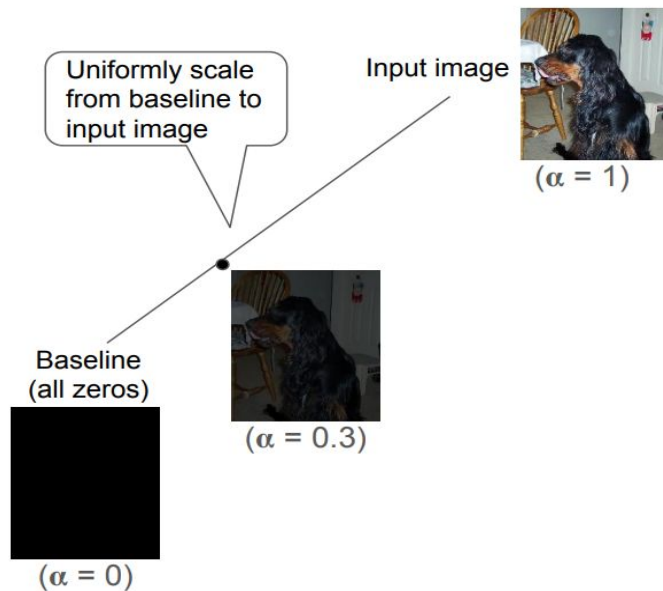 Uniformly scale
from baseline to
input image
Input image
(α = 1)
(α = 0.3)
Baseline
(all zeros)
(α = 0)